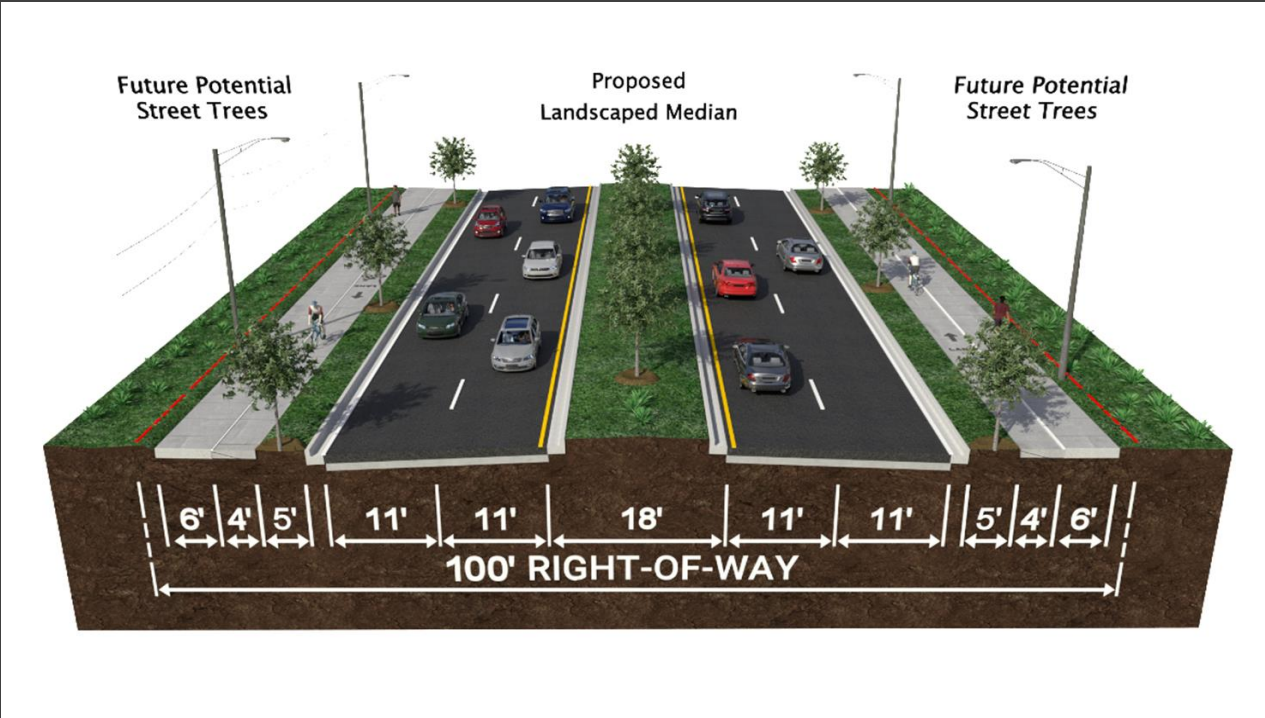 Future Potential
Street Trees
Proposed
Landscaped Median
Future Potential
Street Trees
6' 4' 5' 11' 11' 18' 11' 11' 5' 4' 6'
100' RIGHT-OF-WAY